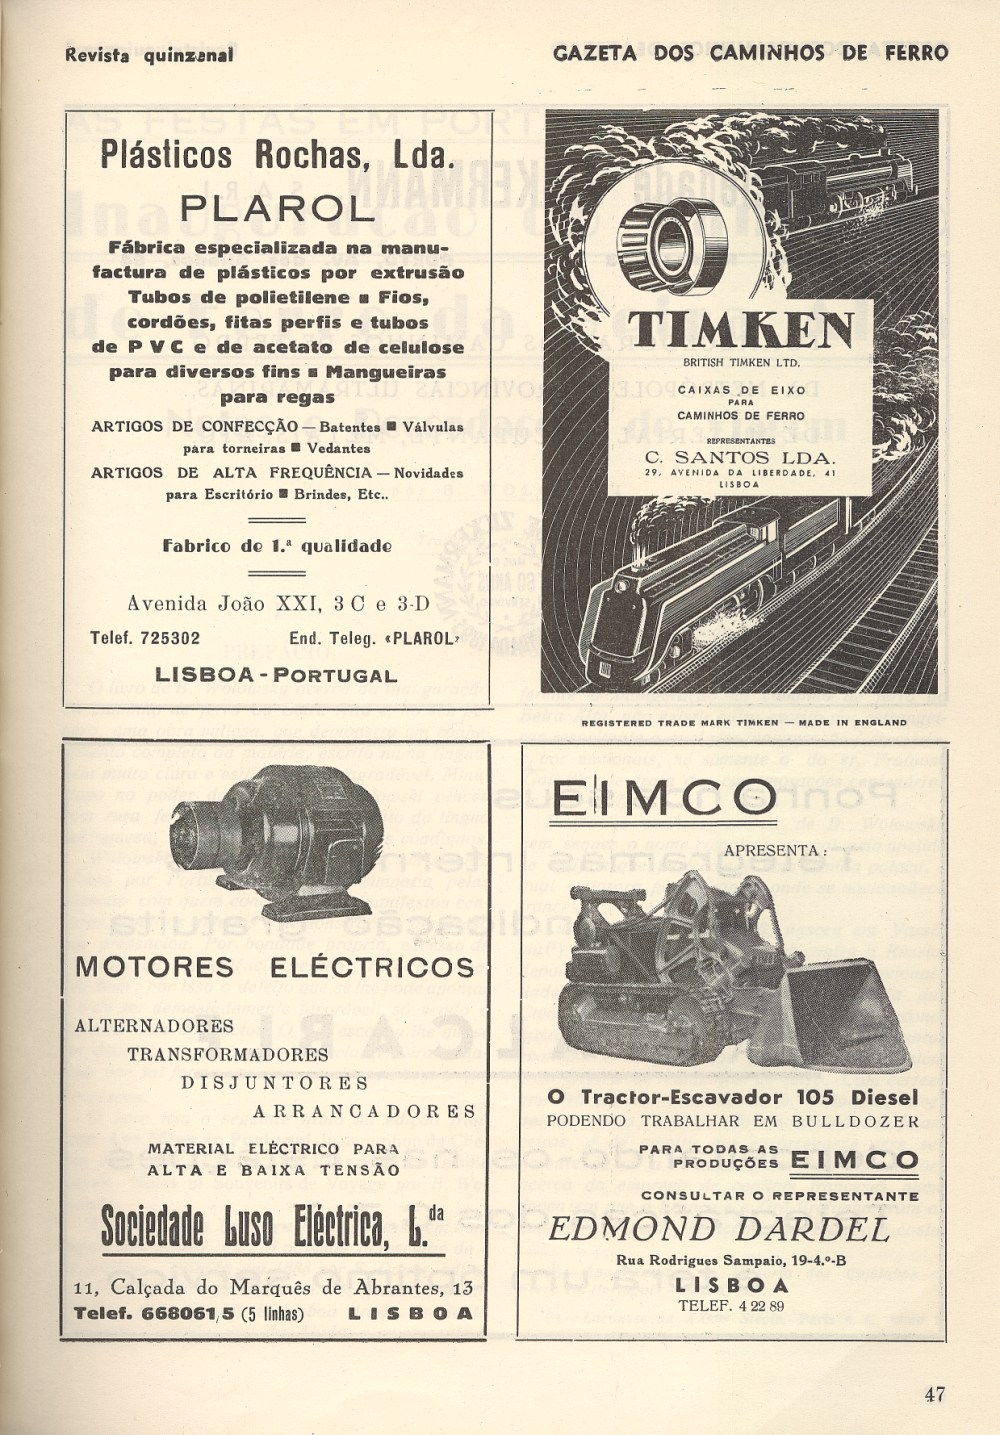 Revista quinzenal
GAZETA DOS CAMINHOS DE FERRO
Plásticos Rochas, Lda.
PLAROL
Fábrica especializada na manu-
factura de plásticos por extrusão
Tubos de polietilene ■ Fios,
cordões, fitas perfis e tubos
de PVC e de acetato de celulose
para diversos fins ■ Mangueiras
para regas
ARTIGOS DE CONFECÇÃO — Batentes ■ Válvulas
para torneiras ■ Vedantes
ARTIGOS DE ALTA FREQUÊNCIA — Novidades
para Escritório ■ Brindes, Etc..
Fabrico de 1.ª qualidade
Avenida João XXI, 3 C e 3-D
Telef. 725302 End. Teleg. «PLAROL»
LISBOA - PORTUGAL
TIMKEN
BRITISH TIMKEN LTD.
CAIXAS DE EIXO
PARA
CAMINHOS DE FERRO
REPRESENTANTES
C. SANTOS LDA.
29, AVENIDA DA LIBERDADE, 41
LISBOA
REGISTERED TRADE MARK TIMKEN — MADE IN ENGLAND
MOTORES ELÉCTRICOS
ALTERNADORES
TRANSFORMADORES
DISJUNTORES
ARRANCADORES
MATERIAL ELÉCTRICO PARA
ALTA E BAIXA TENSÃO
Sociedade Luso Eléctrica, L.da
11, Calçada do Marquês de Abrantes, 13
Telef. 668061/5 (5 linhas) LISBOA
EIMCO
APRESENTA:
O Tractor-Escavador 105 Diesel
PODENDO TRABALHAR EM BULLDOZER
PARA TODAS AS
PRODUÇÕES EIMCO
CONSULTAR O REPRESENTANTE
EDMOND DARDEL
Rua Rodrigues Sampaio, 19-4.º-B
LISBOA
TELEF. 4 22 89
47